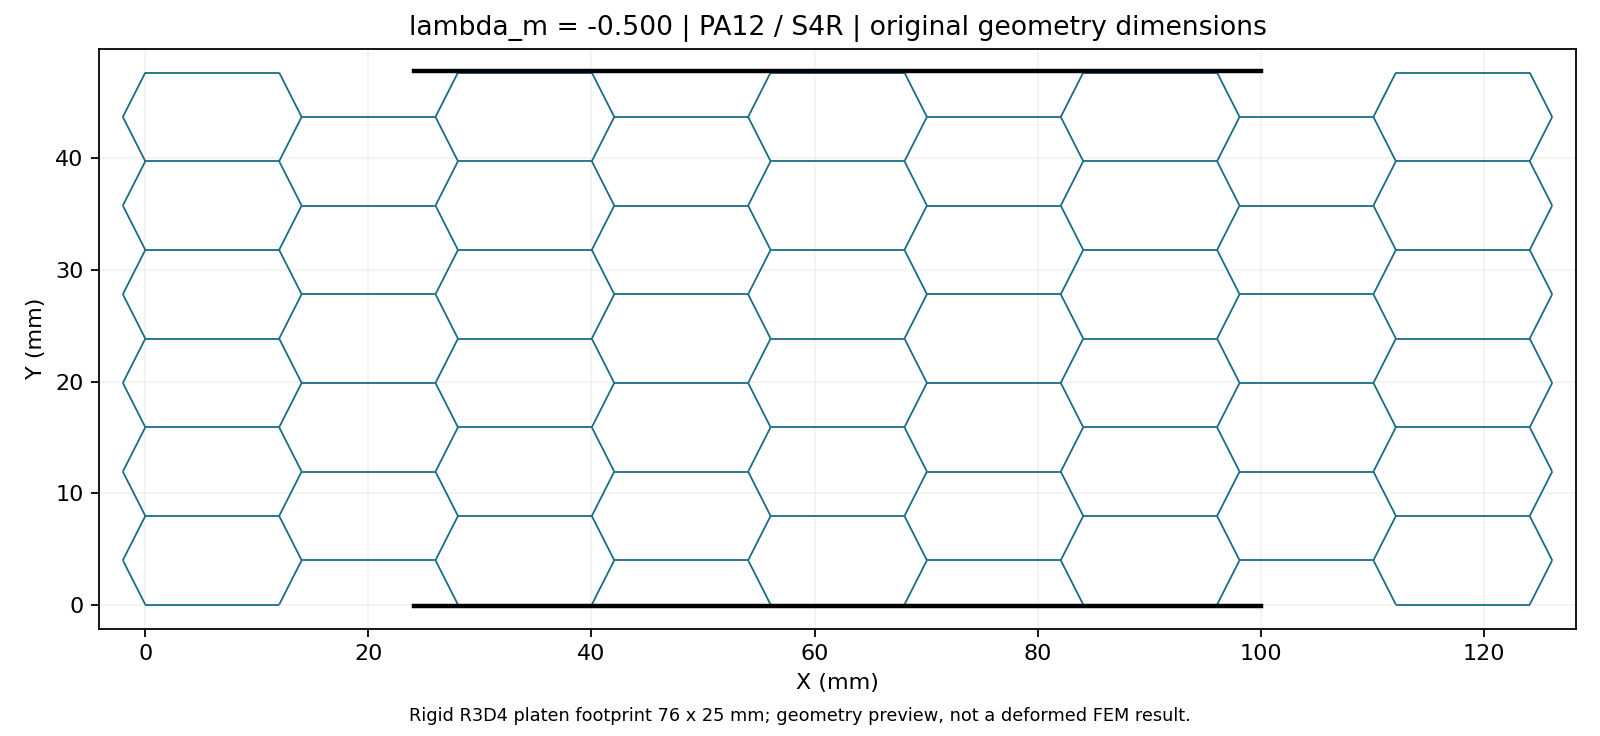 lambda_m = -0.500 | PA12 / S4R | original geometry dimensions
40
30
20
10
0
Y (mm)
0 20 40 60 80 100 120
X (mm)
Rigid R3D4 platen footprint 76 x 25 mm; geometry preview, not a deformed FEM result.